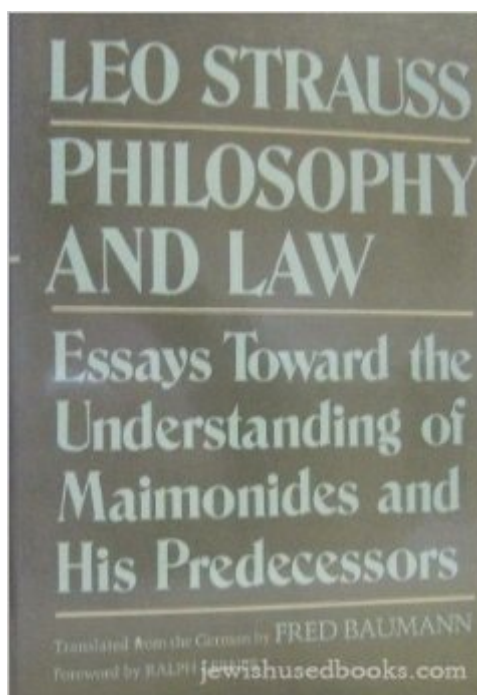 LEO STRAUSS
PHILOSOPHY
AND LAW
Essays Toward the
Understanding of
Maimonides and
His Predecessors
Translated from the German by FRED BAUMANN
Foreword by RALPH
jewishusedbooks.com